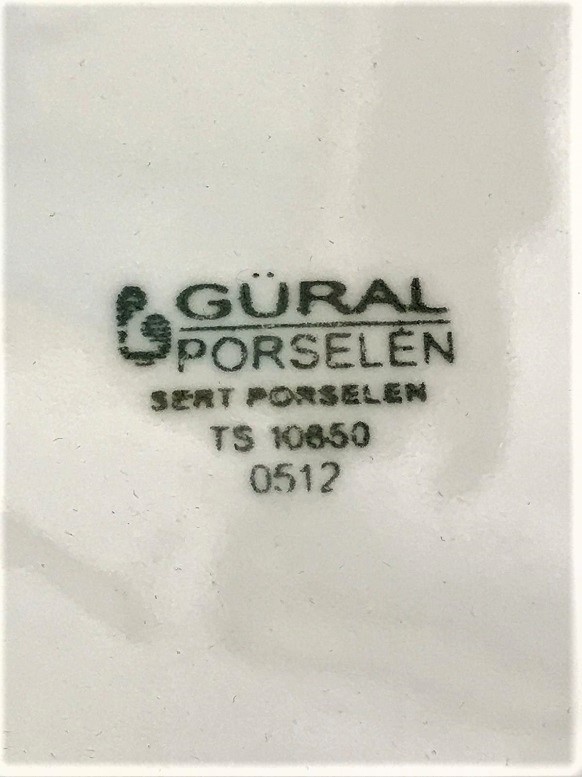 GÜRAL
PORSELEN
SERT PORSELEN
TS 10850
0512